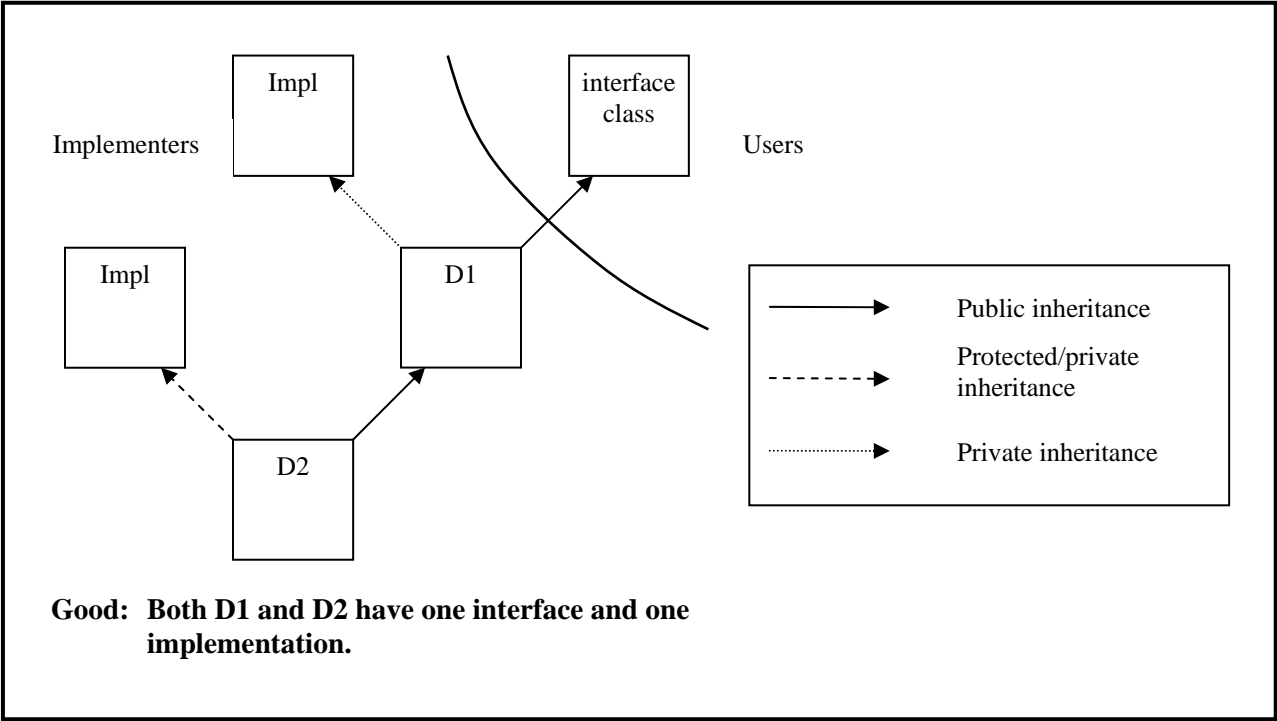 Impl
interface
class
Implementers
Users
Impl
D1
Public inheritance
Protected/private
inheritance
D2
Private inheritance
Good: Both D1 and D2 have one interface and one
implementation.